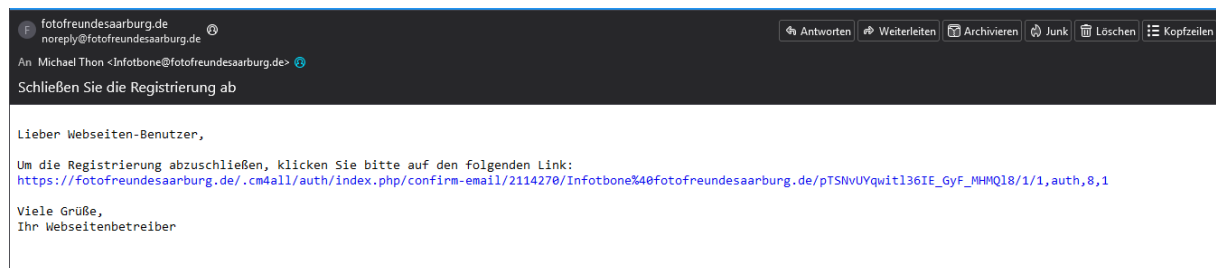 F fotofreundesaarburg.de
noreply@fotofreundesaarburg.de
Antworten Weiterleiten Archivieren Junk Löschen Kopfzeilen
An Michael Thon <Infotbone@fotofreundesaarburg.de>
Schließen Sie die Registrierung ab
Lieber Webseiten-Benutzer,
Um die Registrierung abzuschließen, klicken Sie bitte auf den folgenden Link:
https://fotofreundesaarburg.de/.cm4all/auth/index.php/confirm-email/2114270/Infotbone%40fotofreundesaarburg.de/pTSNvUYqwitl36IE_GyF_MHMQl8/1/1,auth,8,1
Viele Grüße,
Ihr Webseitenbetreiber